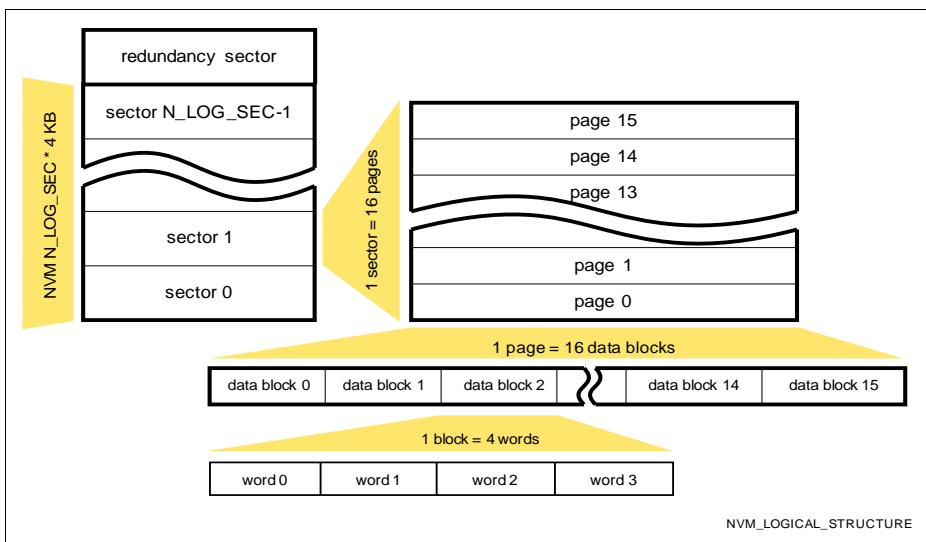 redundancy sector
sector N_LOG_SEC-1
sector 1
sector 0
NVM N_LOG_SEC * 4 KB
1 sector = 16 pages
page 15
page 14
page 13
page 1
page 0
1 page = 16 data blocks
data block 0 data block 1 data block 2 data block 14 data block 15
1 block = 4 words
word 0 word 1 word 2 word 3
NVM_LOGICAL_STRUCTURE